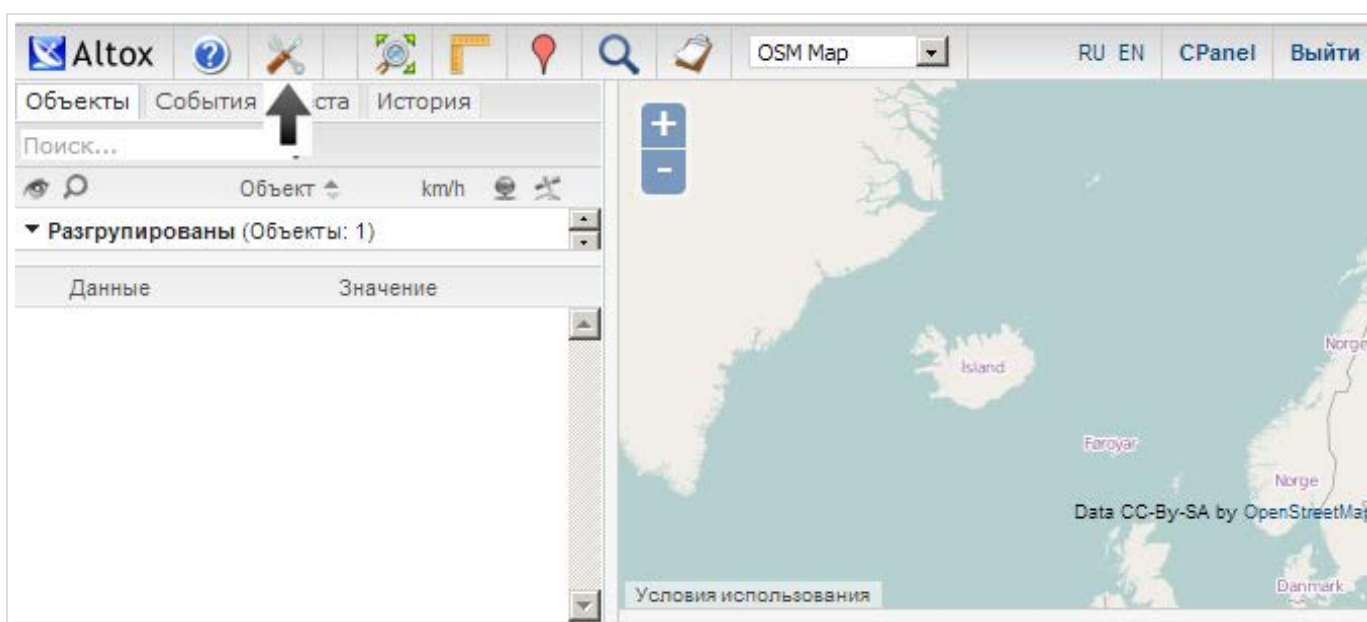 Altox OSM Map RU EN CPanel Выйти
Объекты События ста История
Поиск...
Объект km/h
Разгрупированы (Объекты: 1)
Данные Значение
+
-
Island
Norge
Føroyar
Norge
Data CC-By-SA by OpenStreetMap
Danmark
Условия использования